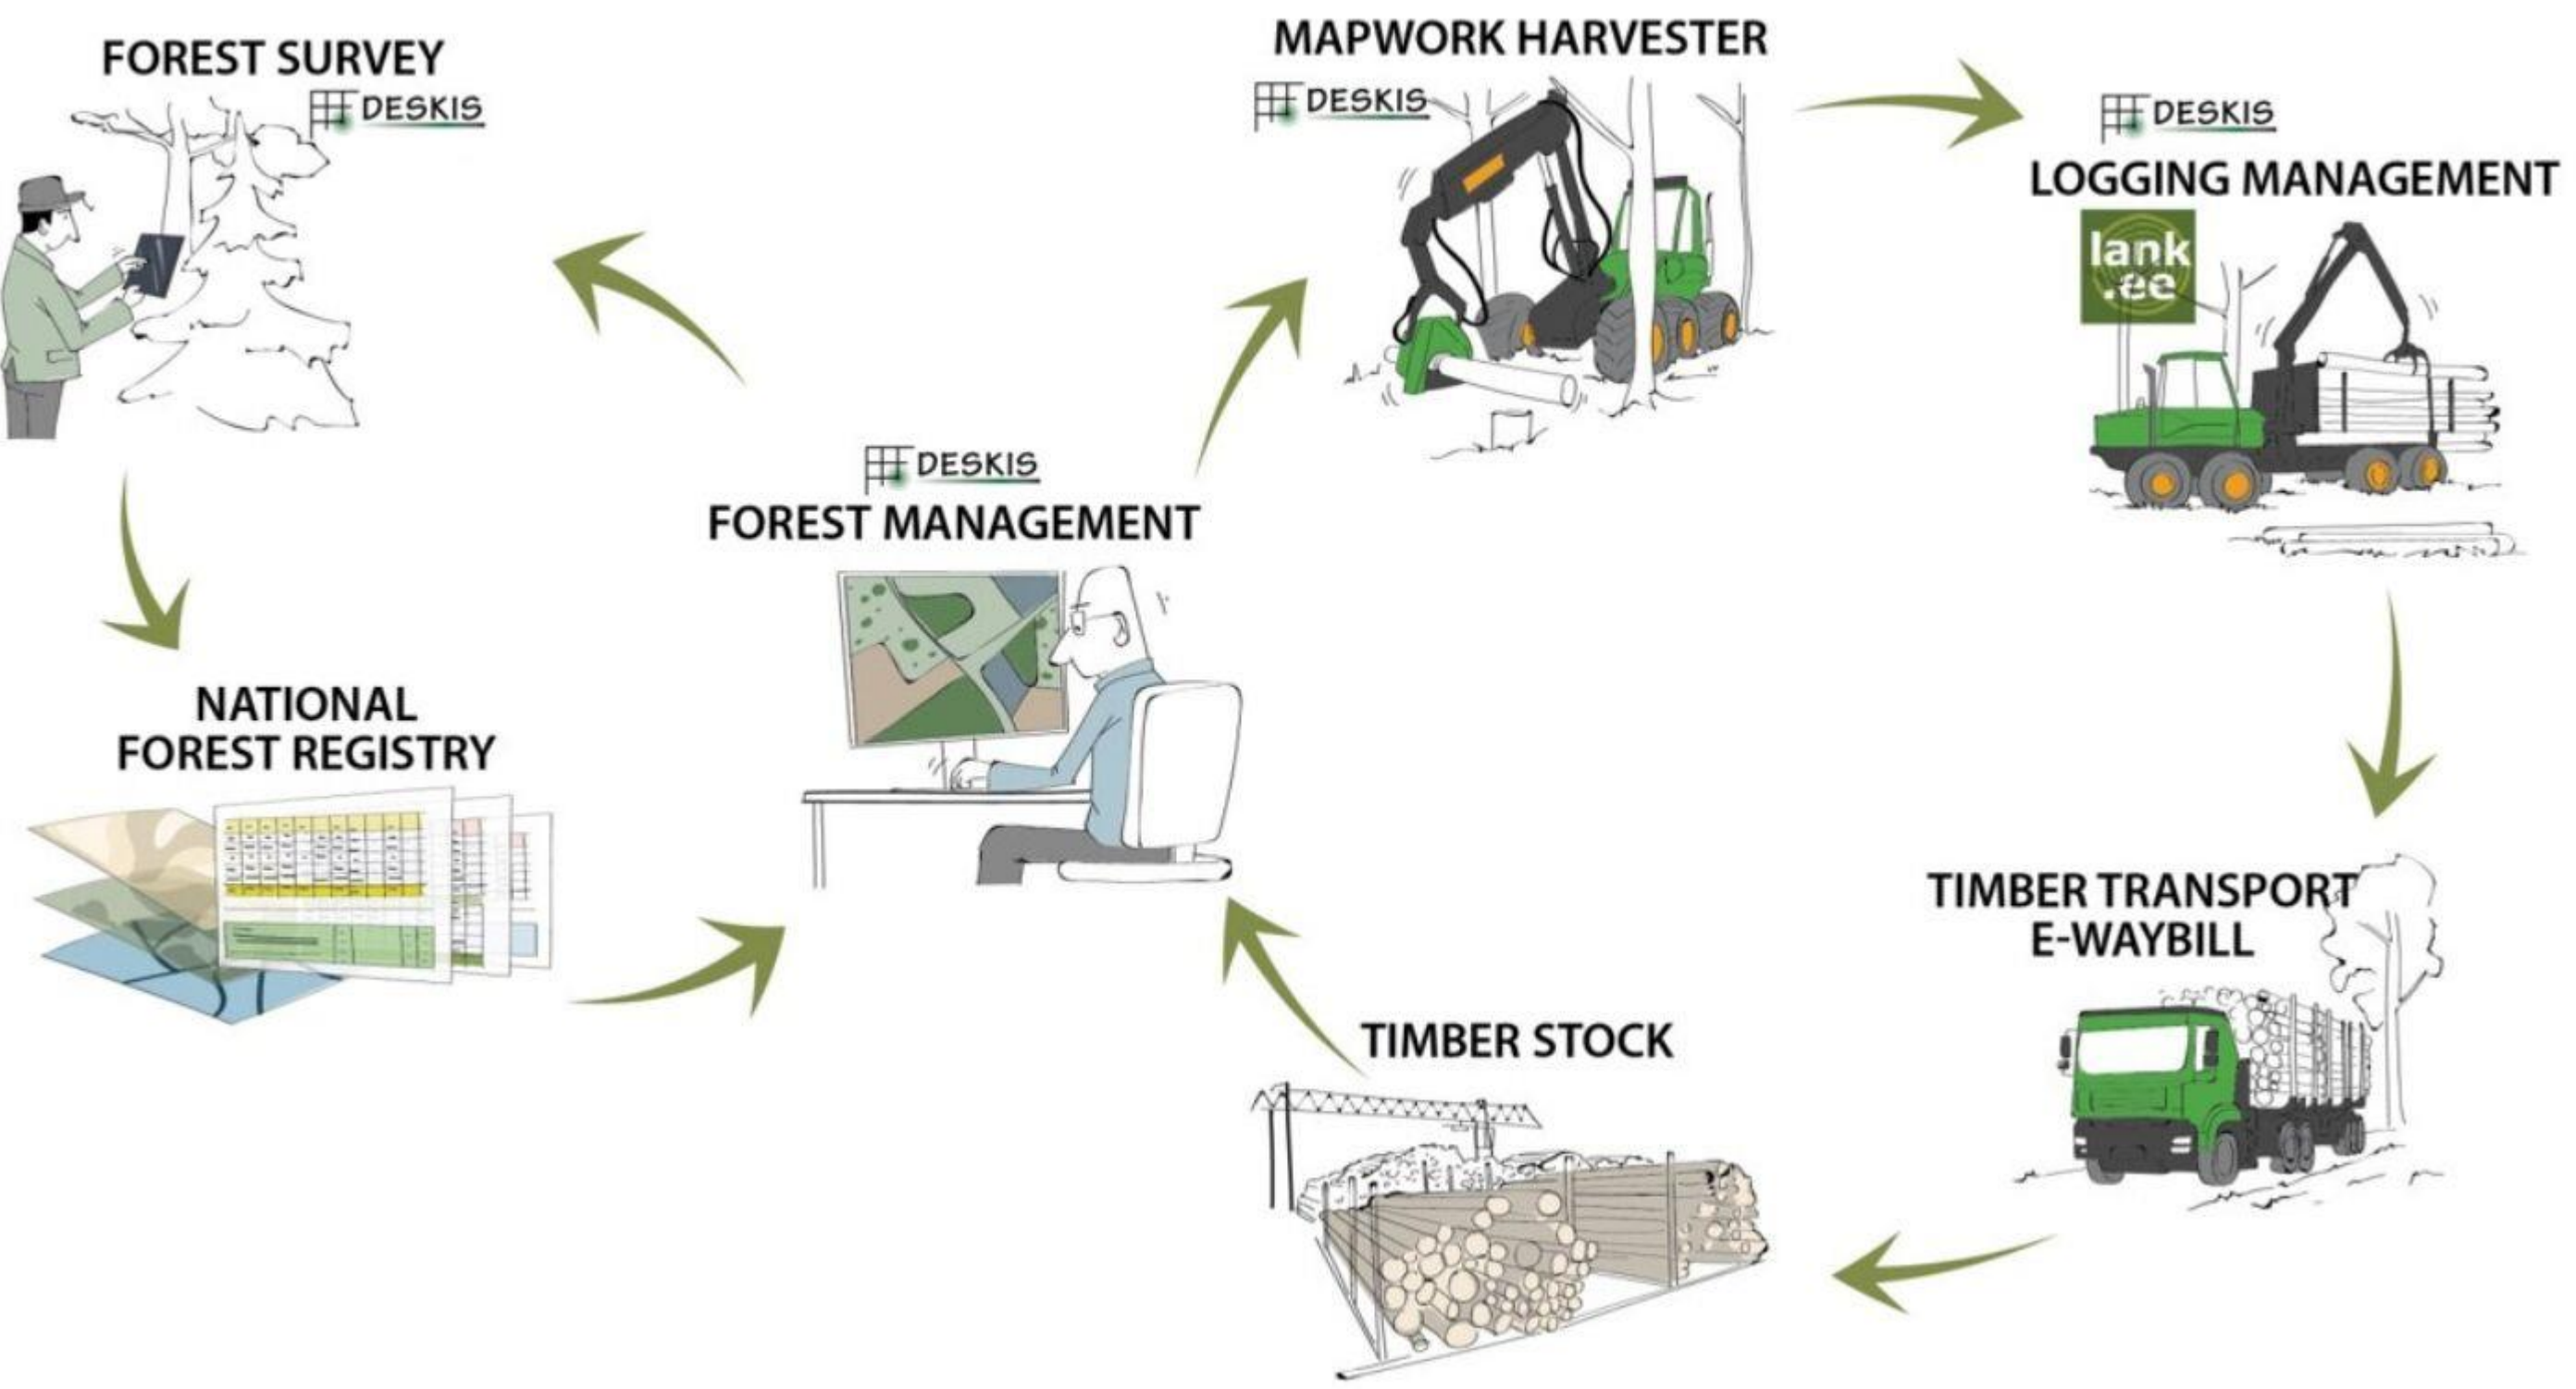 FOREST SURVEY
DESKIS
MAPWORK HARVESTER
DESKIS
DESKIS
LOGGING MANAGEMENT
lank
.ee
DESKIS
FOREST MANAGEMENT
NATIONAL
FOREST REGISTRY
TIMBER TRANSPORT
E-WAYBILL
TIMBER STOCK